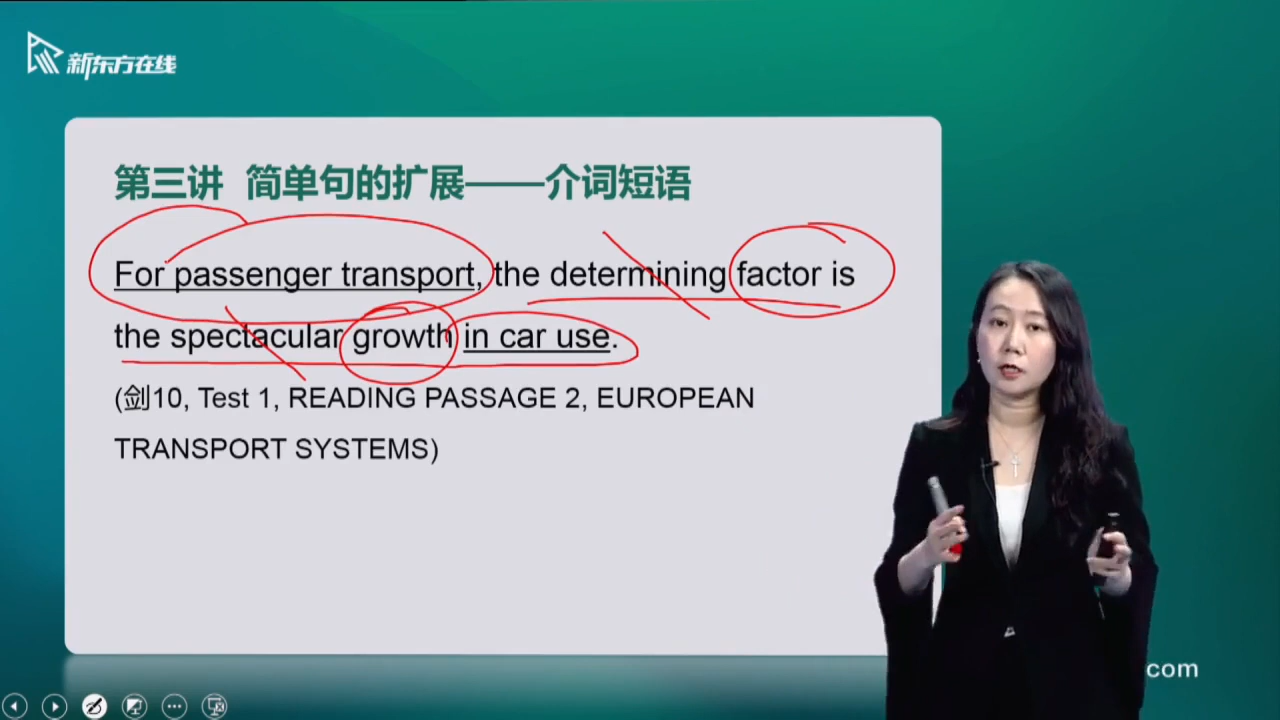 新东方在线
第三讲 简单句的扩展——介词短语
For passenger transport, the determining factor is
the spectacular growth in car use.
(剑10, Test 1, READING PASSAGE 2, EUROPEAN
TRANSPORT SYSTEMS)
com